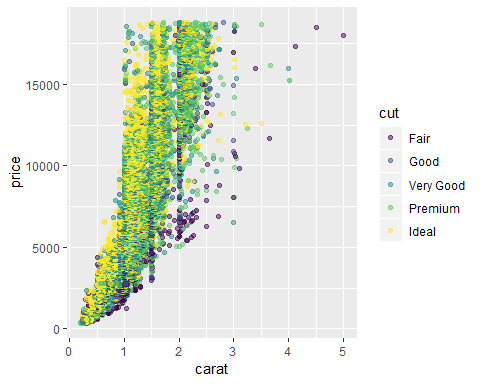 15000
10000
5000
0
price
0
1
2
3
4
5
carat
cut
Fair
Good
Very Good
Premium
Ideal